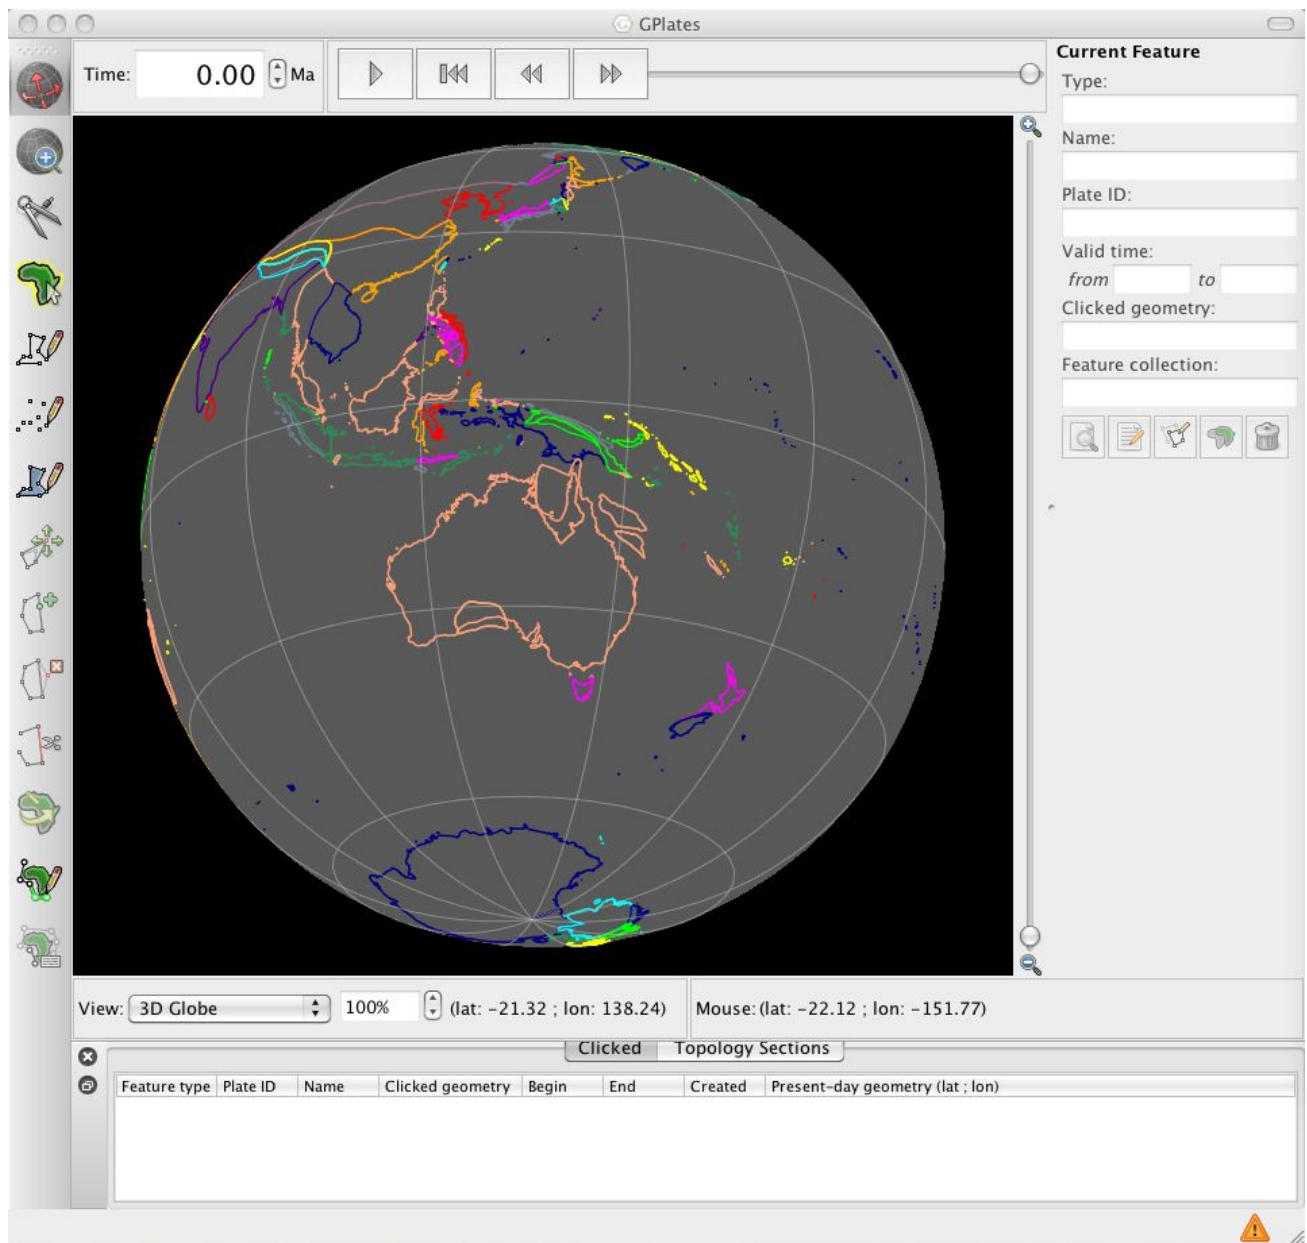 GPlates
Time: 0.00 Ma
Current Feature
Type:
Name:
Plate ID:
Valid time:
from to
Clicked geometry:
Feature collection:
View: 3D Globe 100% (lat: -21.32 ; lon: 138.24) Mouse: (lat: -22.12 ; lon: -151.77)
Clicked Topology Sections
Feature type Plate ID Name Clicked geometry Begin End Created Present-day geometry (lat ; lon)